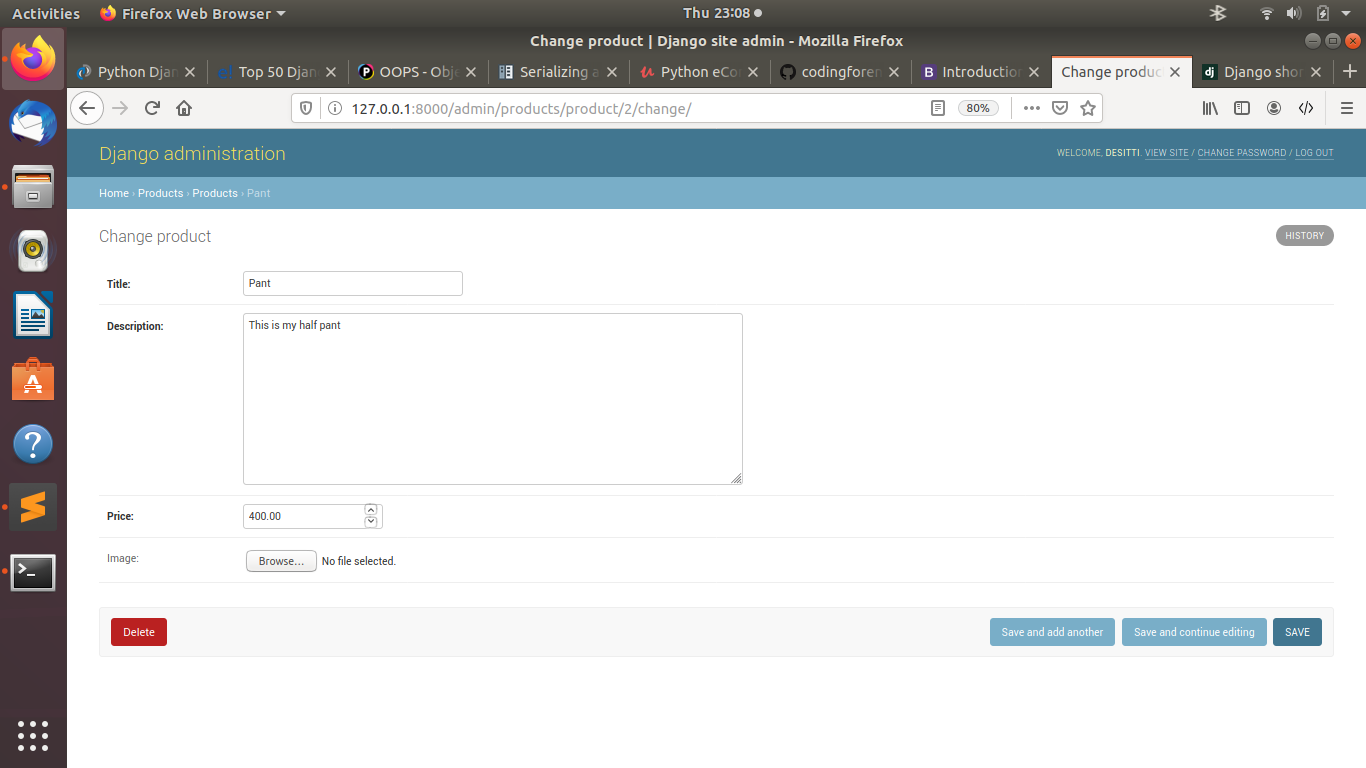 Activities Firefox Web Browser Thu 23:08
Change product | Django site admin - Mozilla Firefox
Python Djan Top 50 Djan OOPS - Obje Serializing a Python eCo codingforen Introduction Change produc Django shor
127.0.0.1:8000/admin/products/product/2/change/ 80%
Django administration WELCOME, DESITTI. VIEW SITE / CHANGE PASSWORD / LOG OUT
Home › Products › Products › Pant
Change product HISTORY
Title: Pant
Description: This is my half pant
Price: 400.00
Image: Browse... No file selected.
Delete Save and add another Save and continue editing SAVE